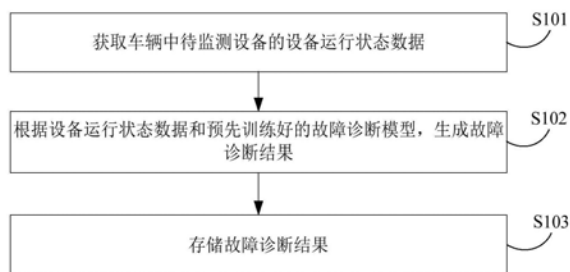 S101
获取车辆中待监测设备的设备运行状态数据
S102
根据设备运行状态数据和预先训练好的故障诊断模型，生成故障
诊断结果
S103
存储故障诊断结果